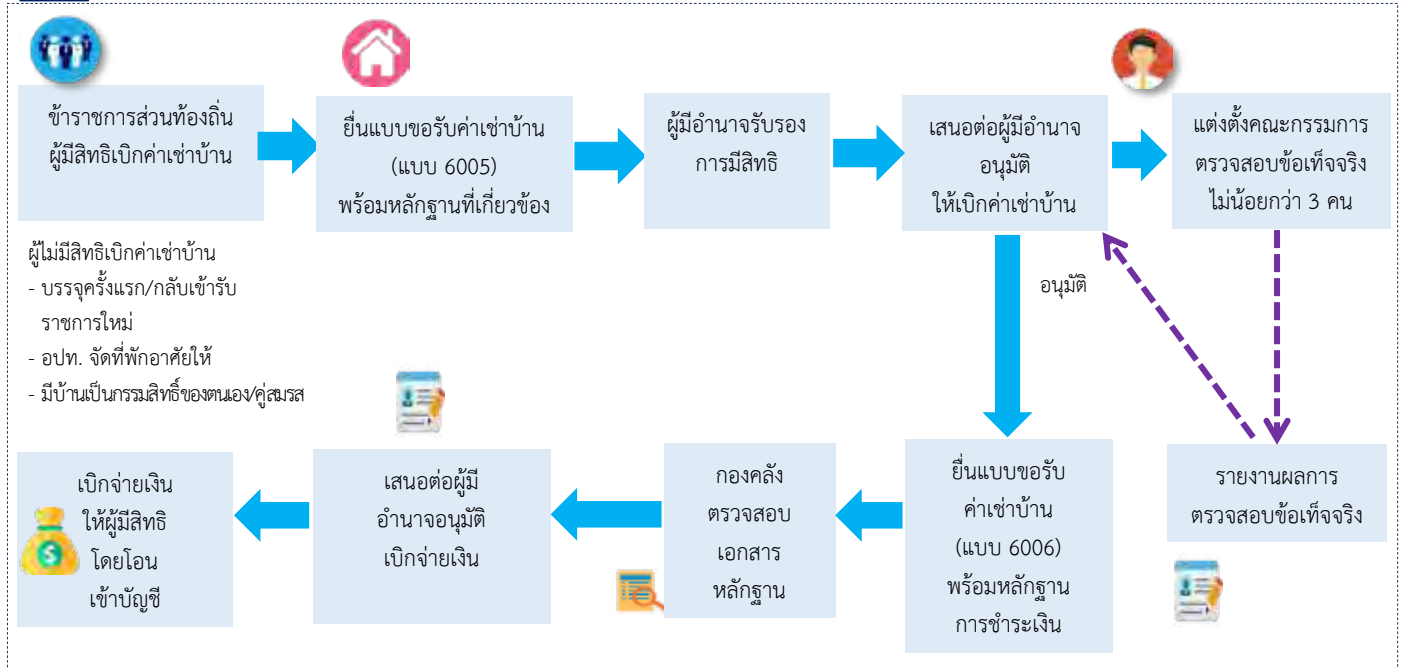 ข้าราชการส่วนท้องถิ่น
ผู้มีสิทธิเบิกค่าเช่าบ้าน
ยื่นแบบขอรับค่าเช่าบ้าน
(แบบ 6005)
พร้อมหลักฐานที่เกี่ยวข้อง
ผู้มีอำนาจรับรอง
การมีสิทธิ
เสนอต่อผู้มีอำนาจ
อนุมัติ
ให้เบิกค่าเช่าบ้าน
แต่งตั้งคณะกรรมการ
ตรวจสอบข้อเท็จจริง
ไม่น้อยกว่า 3 คน
ผู้ไม่มีสิทธิเบิกค่าเช่าบ้าน
- บรรจุครั้งแรก/กลับเข้ารับ
ราชการใหม่
- อปท. จัดที่พักอาศัยให้
- มีบ้านเป็นกรรมสิทธิ์ของตนเอง/คู่สมรส
อนุมัติ
รายงานผลการ
ตรวจสอบข้อเท็จจริง
ยื่นแบบขอรับ
ค่าเช่าบ้าน
(แบบ 6006)
พร้อมหลักฐาน
การชำระเงิน
กองคลัง
ตรวจสอบ
เอกสาร
หลักฐาน
เสนอต่อผู้มี
อำนาจอนุมัติ
เบิกจ่ายเงิน
เบิกจ่ายเงิน
ให้ผู้มีสิทธิ
โดยโอน
เข้าบัญชี